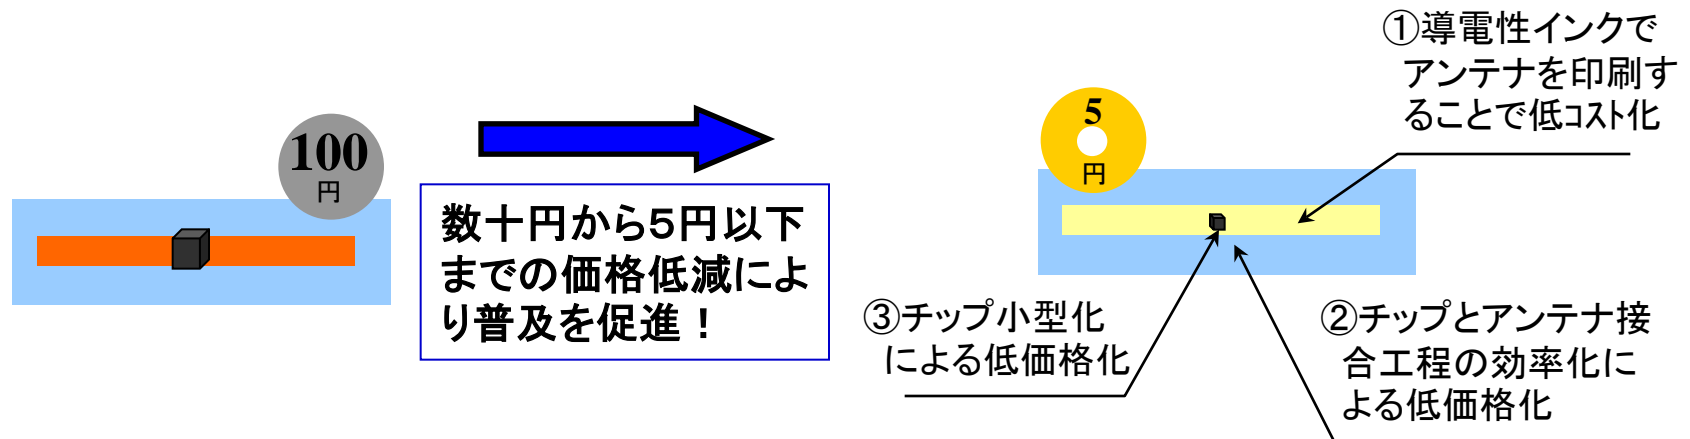 100
円
数十円から5円以下
までの価格低減によ
り普及を促進！
5
円
①導電性インクで
アンテナを印刷す
ることで低コスト化
③チップ小型化
による低価格化
②チップとアンテナ接
合工程の効率化に
よる低価格化